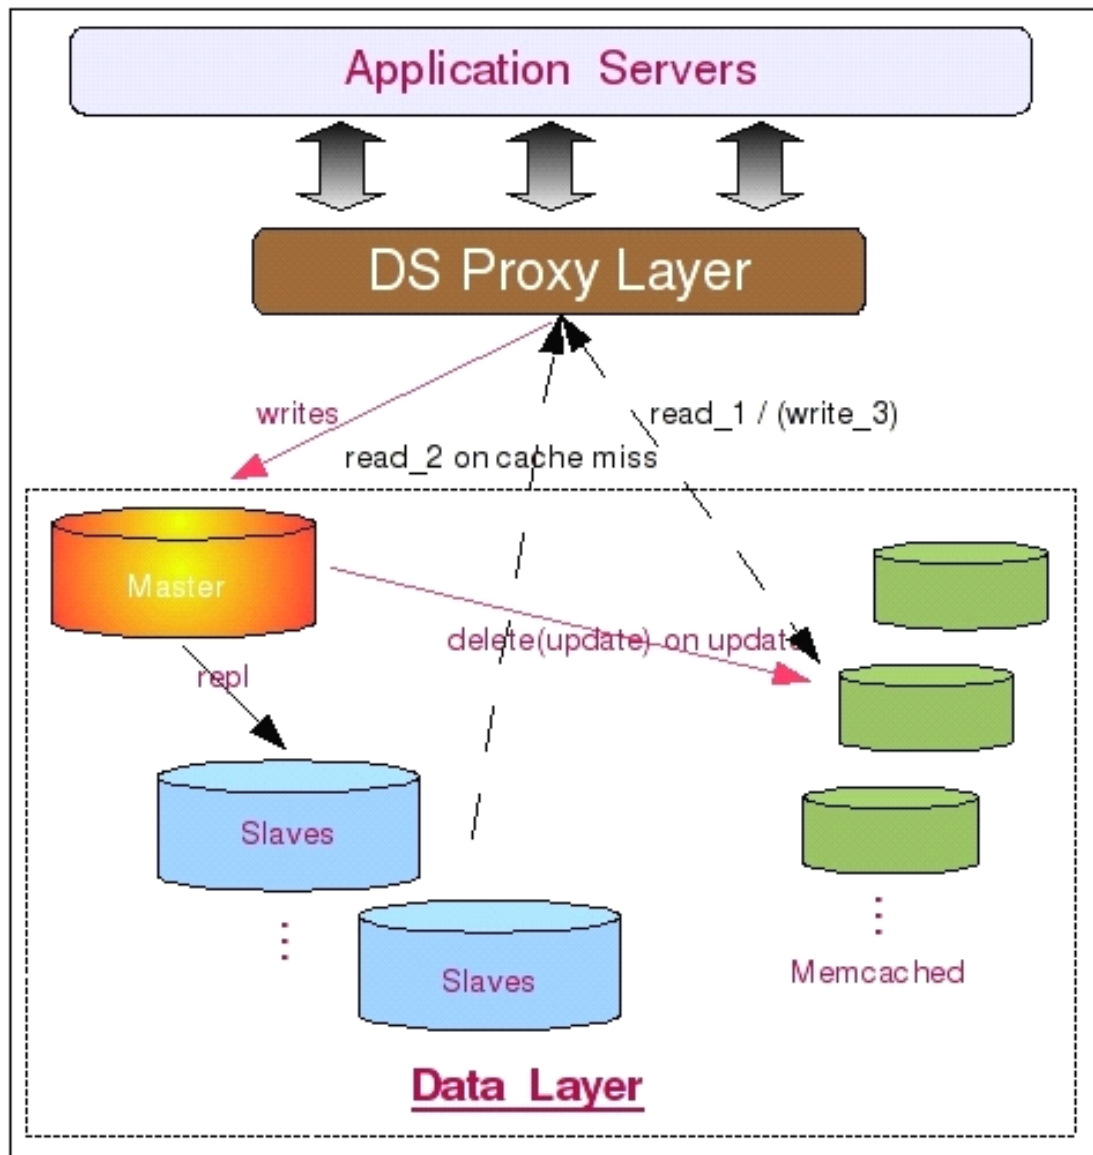 Application Servers
DS Proxy Layer
writes
read_1 / (write_3)
read_2 on cache miss
Master
delete(update) on update
repl
Slaves
Slaves
Memcached
Data Layer